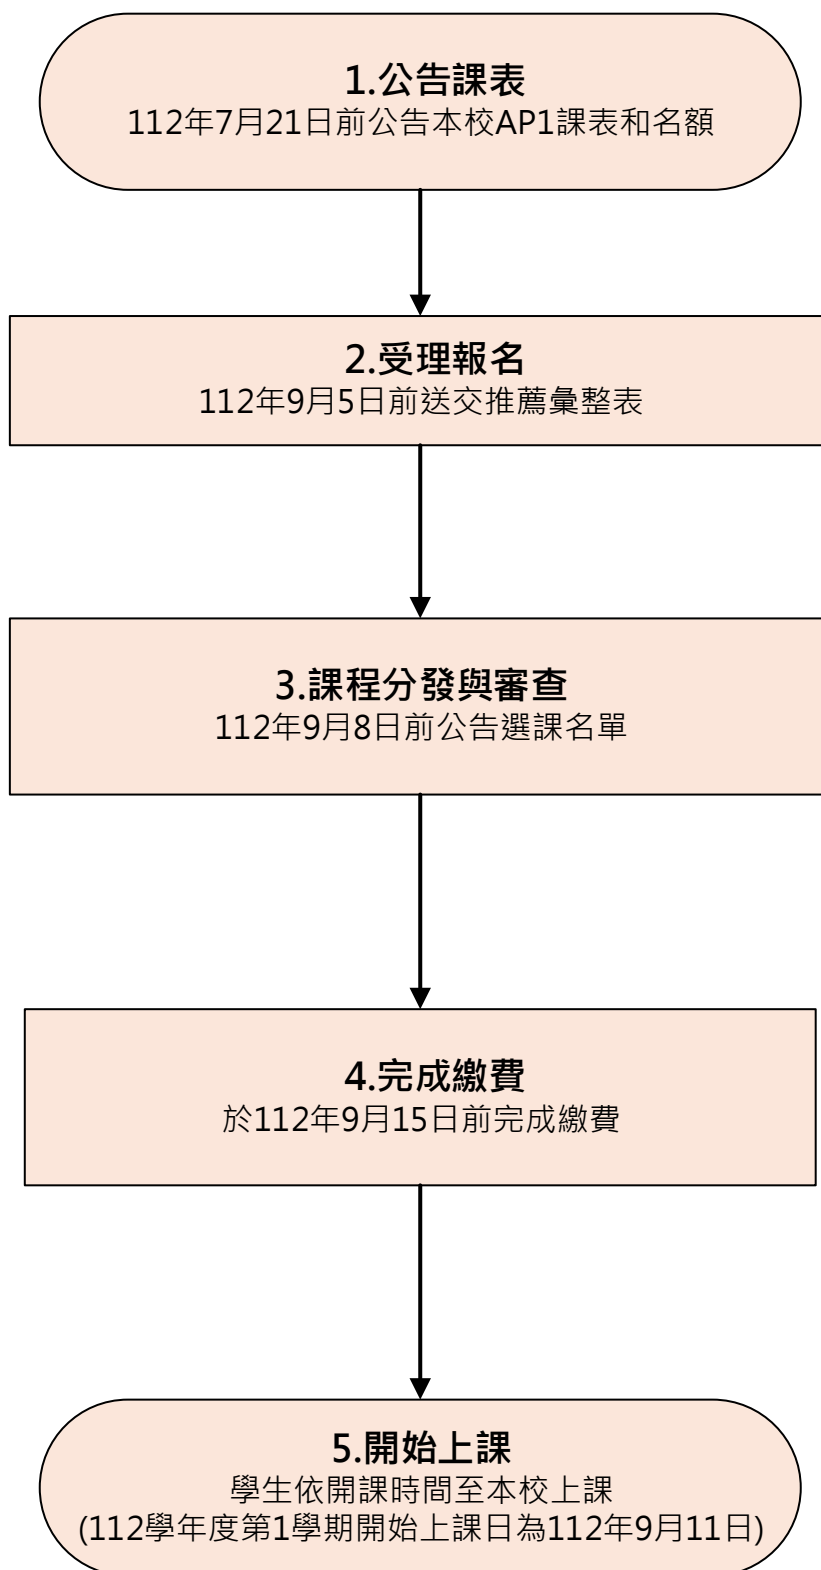 1.公告課表
112年7月21日前公告本校AP1課表和名額
2.受理報名
112年9月5日前送交推薦彙整表
3.課程分發與審查
112年9月8日前公告選課名單
4.完成繳費
於112年9月15日前完成繳費
5.開始上課
學生依開課時間至本校上課
(112學年度第1學期開始上課日為112年9月11日)